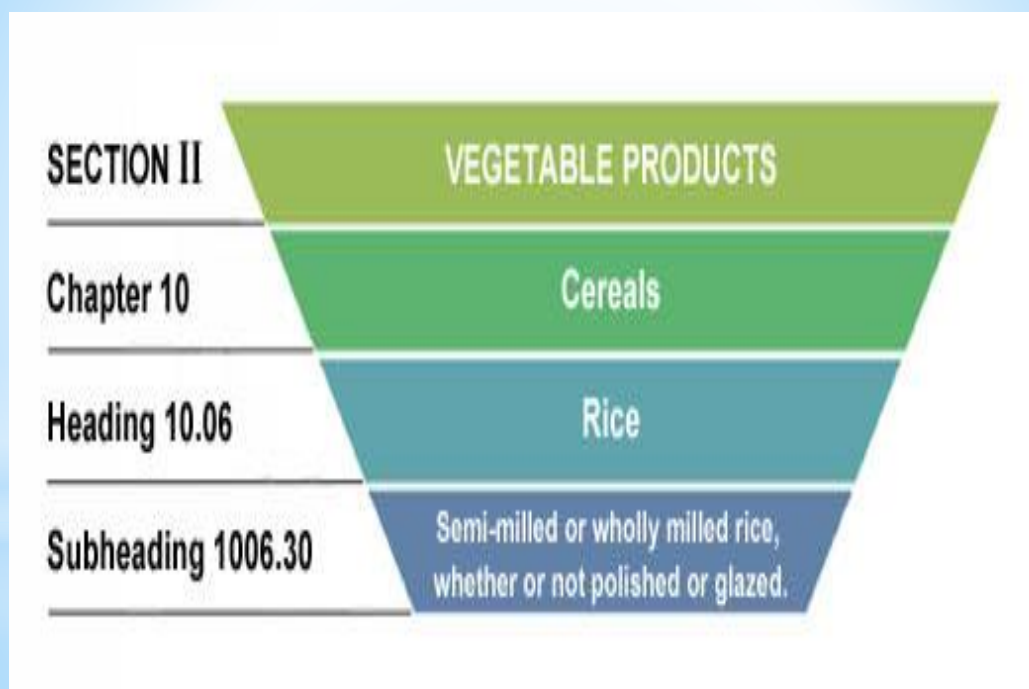 SECTION II
VEGETABLE PRODUCTS
Chapter 10
Cereals
Heading 10.06
Rice
Subheading 1006.30
Semi-milled or wholly milled rice,
whether or not polished or glazed.